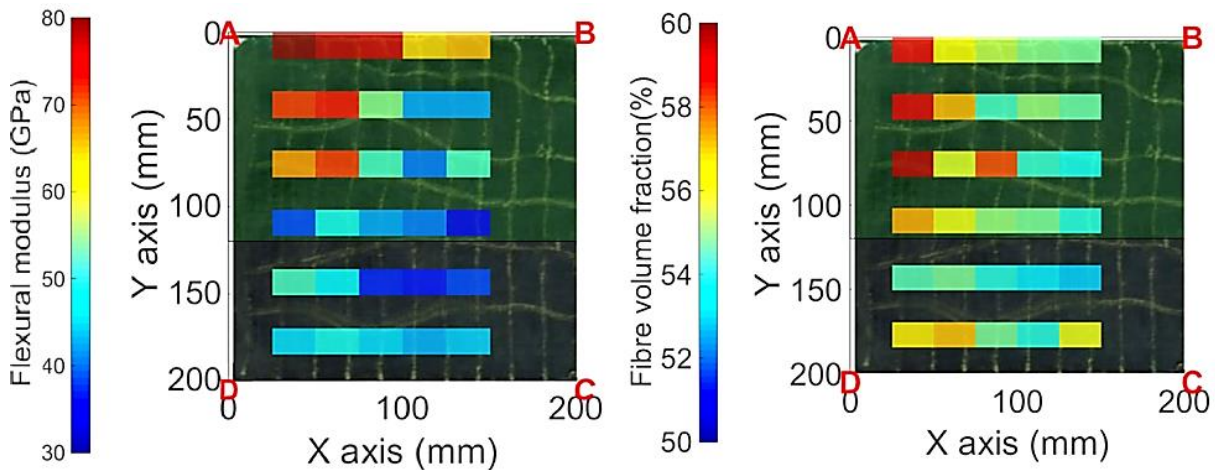 Flexural modulus (GPa)
80
70
60
50
40
30
A
B
C
D
Y axis (mm)
0
50
100
150
200
0
100
200
X axis (mm)
Fibre volume fraction(%)
60
58
56
54
52
50
A
B
C
D
Y axis (mm)
0
50
100
150
200
0
100
200
X axis (mm)